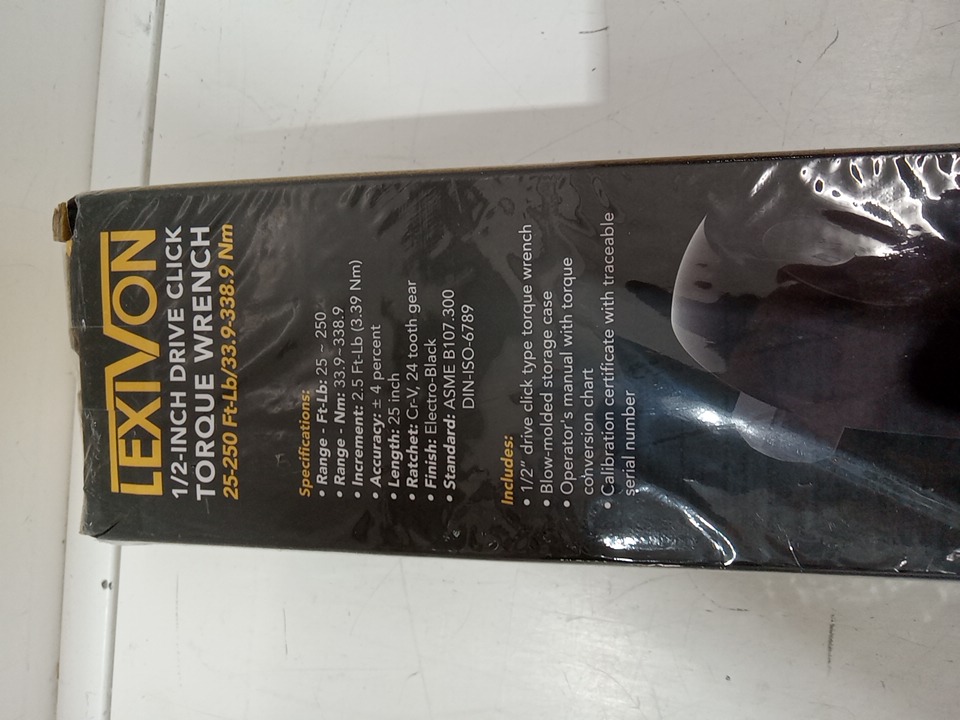 LEXIVON
1/2-INCH DRIVE CLICK
TORQUE WRENCH
25-250 Ft-Lb/33.9-338.9 Nm
Specifications:
• Range - Ft-Lb: 25 ~ 250
• Range - Nm: 33.9~338.9
• Increment: 2.5 Ft-Lb (3.39 Nm)
• Accuracy: ± 4 percent
• Length: 25 inch
• Ratchet: Cr-V, 24 tooth gear
• Finish: Electro-Black
• Standard: ASME B107.300
DIN-ISO-6789
Includes:
• 1/2" drive click type torque wrench
• Blow-molded storage case
• Operator's manual with torque
conversion chart
• Calibration certificate with traceable
serial number